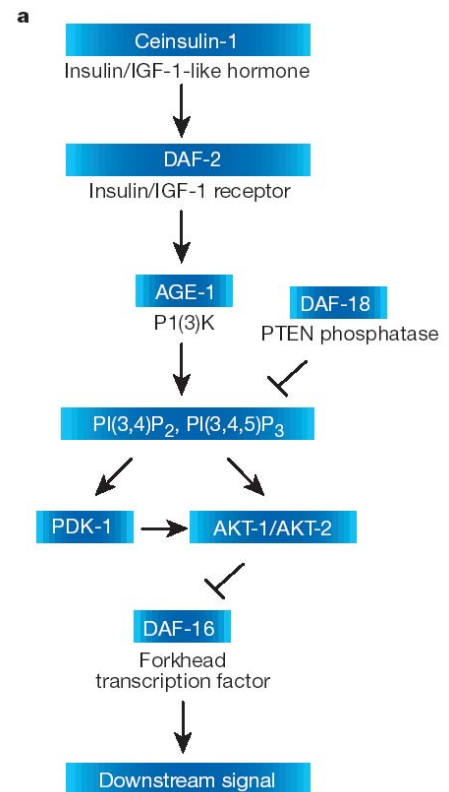 a
Ceinsulin-1
Insulin/IGF-1-like hormone
DAF-2
Insulin/IGF-1 receptor
AGE-1
P1(3)K
DAF-18
PTEN phosphatase
PI(3,4)P2, PI(3,4,5)P3
PDK-1
AKT-1/AKT-2
DAF-16
Forkhead
transcription factor
Downstream signal